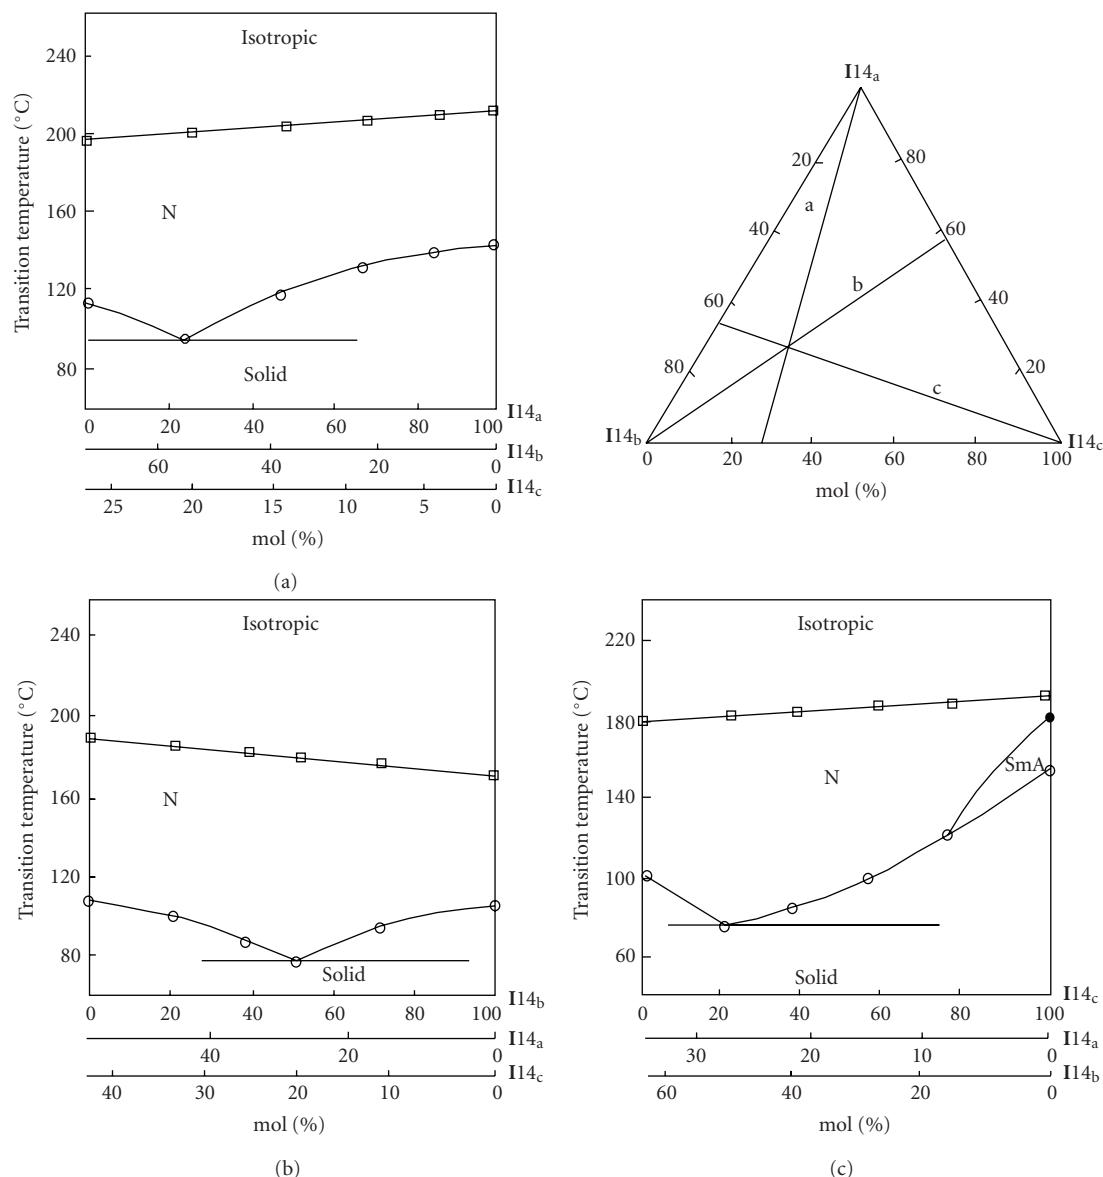 Isotropic
240
200
160
120
80
Transition temperature (°C)
N
Solid
0 20 40 60 80 100 I14a
60 40 20 0 I14b
25 20 15 10 5 0 I14c
mol (%)
(a)
I14a
20 80
a
40 60
b
60 40
80 20
c
I14b I14c
0 20 40 60 80 100
mol (%)
Isotropic
240
200
160
120
80
Transition temperature (°C)
N
Solid
0 20 40 60 80 100 I14b
40 20 0 I14a
40 30 20 10 0 I14c
mol (%)
(b)
Isotropic
220
180
140
100
60
Transition temperature (°C)
SmA
N
Solid
0 20 40 60 80 100 I14c
30 20 10 0 I14a
60 40 20 0 I14b
mol (%)
(c)